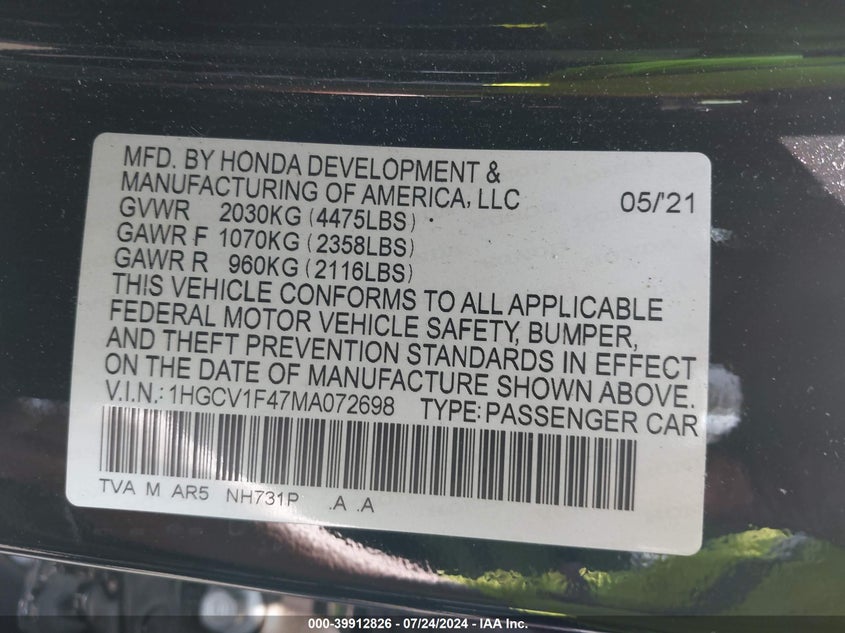 MFD. BY HONDA DEVELOPMENT &
MANUFACTURING OF AMERICA, LLC 05/'21
GVWR 2030KG (4475LBS)
GAWR F 1070KG (2358LBS)
GAWR R 960KG (2116LBS)
THIS VEHICLE CONFORMS TO ALL APPLICABLE
FEDERAL MOTOR VEHICLE SAFETY, BUMPER,
AND THEFT PREVENTION STANDARDS IN EFFECT
ON THE DATE OF MANUFACTURE SHOWN ABOVE.
V.I.N.: 1HGCV1F47MA072698 TYPE: PASSENGER CAR
TVA M AR5 NH731P .A .A
000-39912826 / 07/24/2024 - IAA Inc.